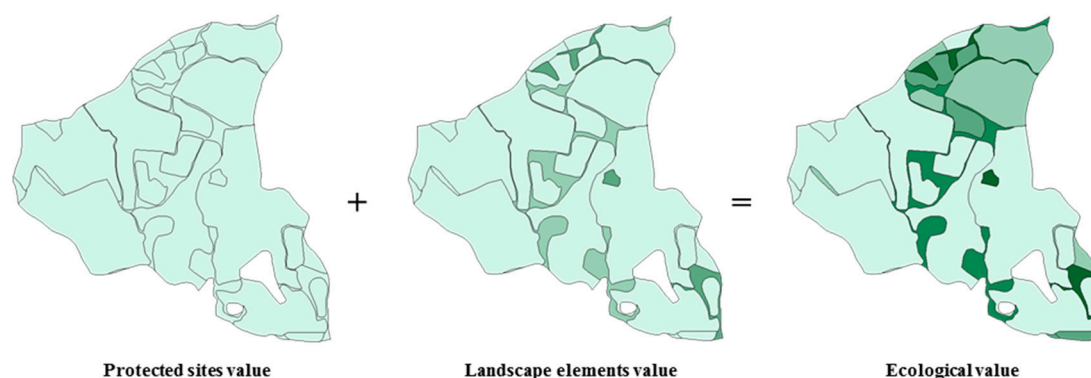 +
=
Protected sites value
Landscape elements value
Ecological value